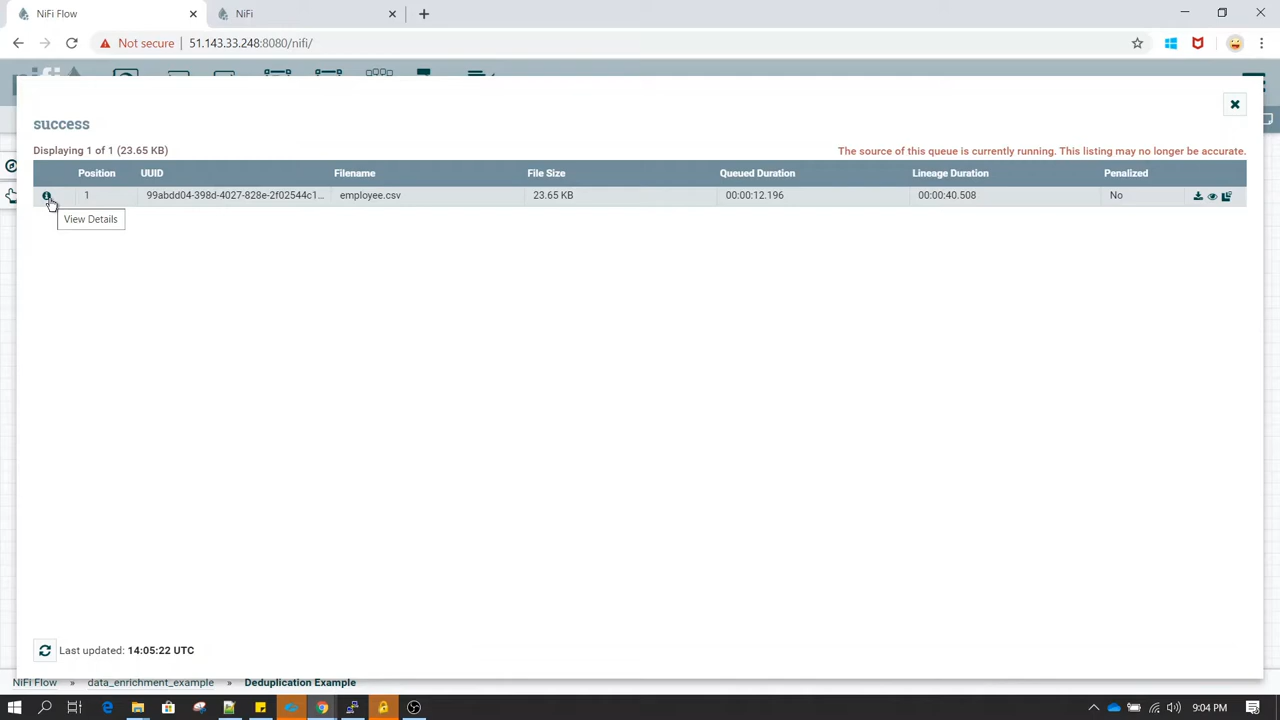 NiFi Flow
NiFi
Not secure 51.143.33.248:8080/nifi/
success
Displaying 1 of 1 (23.65 KB)
The source of this queue is currently running. This listing may no longer be accurate.
Position UUID Filename File Size Queued Duration Lineage Duration Penalized
1 99abdd04-398d-4027-828e-2f02544c1... employee.csv 23.65 KB 00:00:12.196 00:00:40.508 No
View Details
Last updated: 14:05:22 UTC
NiFi Flow » data_enrichment_example » Deduplication Example
9:04 PM